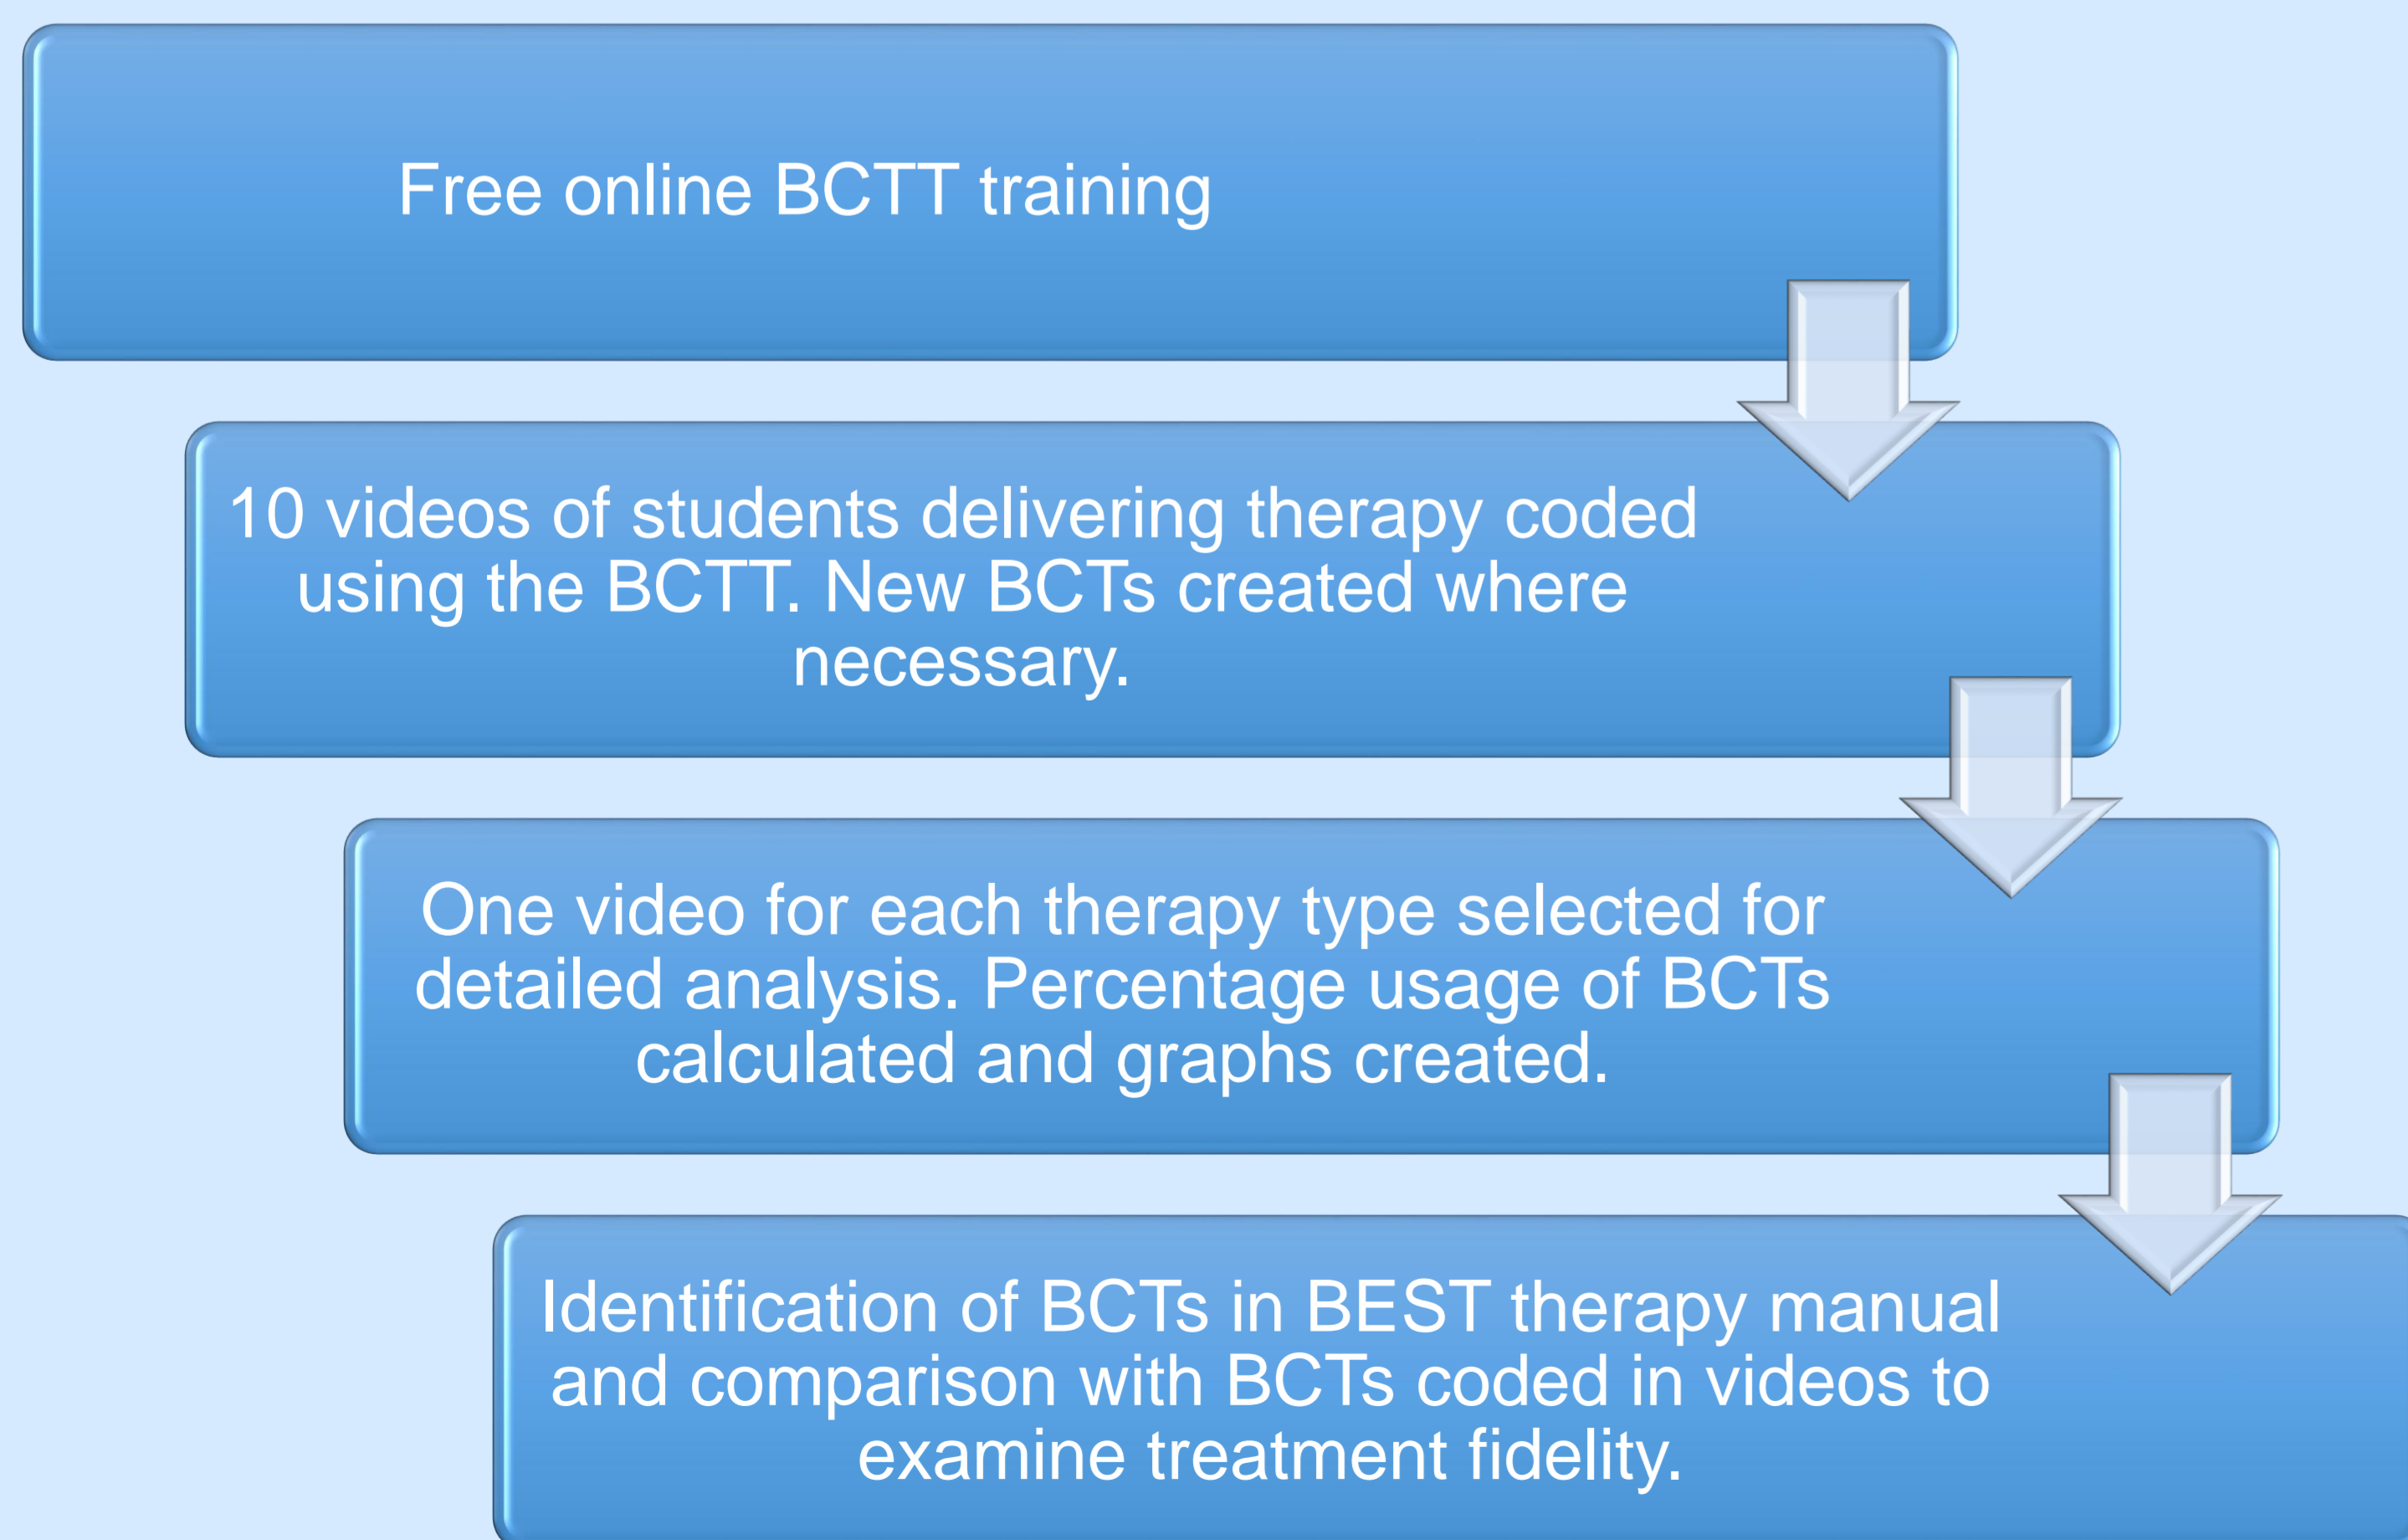 Free online BCTT training
10 videos of students delivering therapy coded
using the BCTT. New BCTs created where
necessary.
One video for each therapy type selected for
detailed analysis. Percentage usage of BCTs
calculated and graphs created.
Identification of BCTs in BEST therapy manual
and comparison with BCTs coded in videos to
examine treatment fidelity.